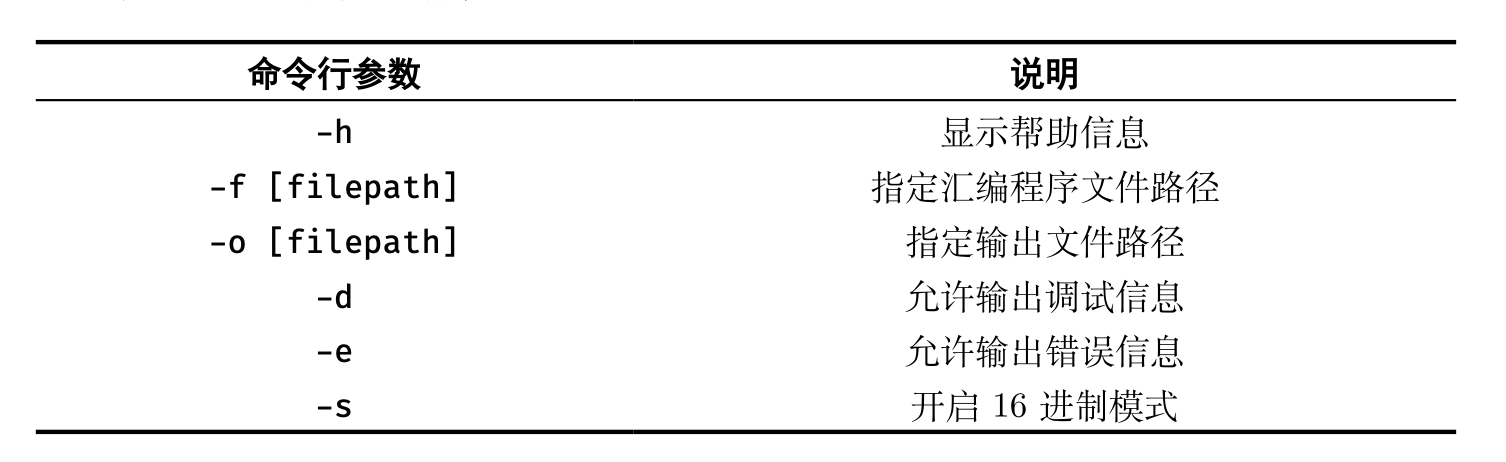 命令行参数 说明
-h 显示帮助信息
-f [filepath] 指定汇编程序文件路径
-o [filepath] 指定输出文件路径
-d 允许输出调试信息
-e 允许输出错误信息
-s 开启 16 进制模式